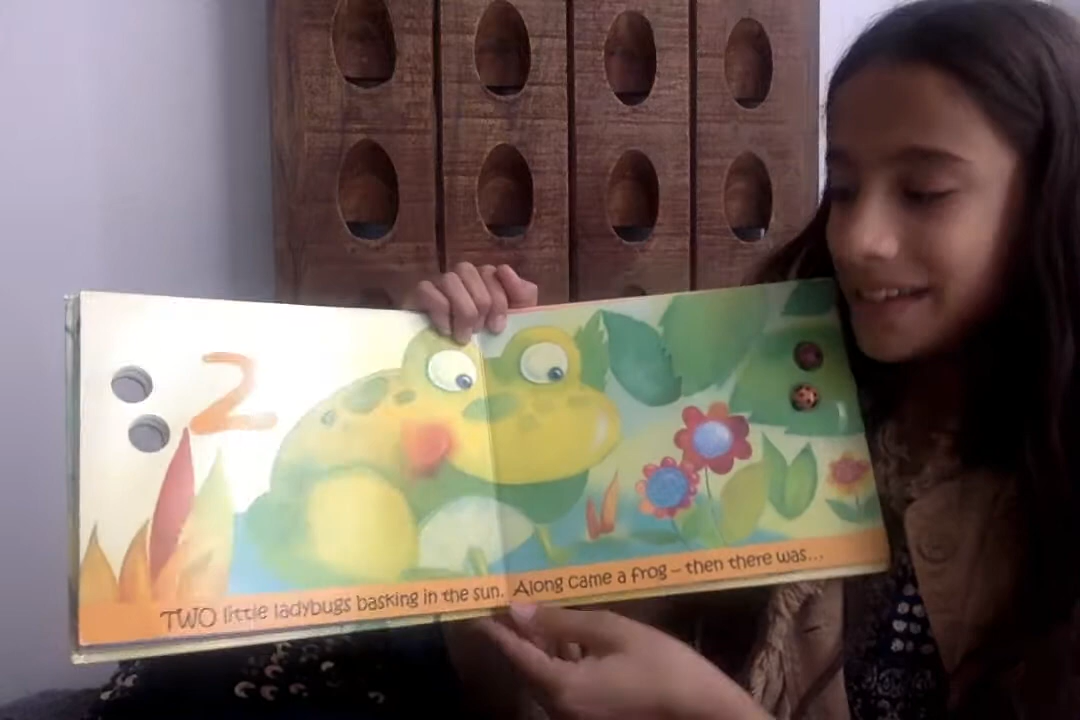 2
TWO little ladybugs basking in the sun. Along came a frog – then there was...